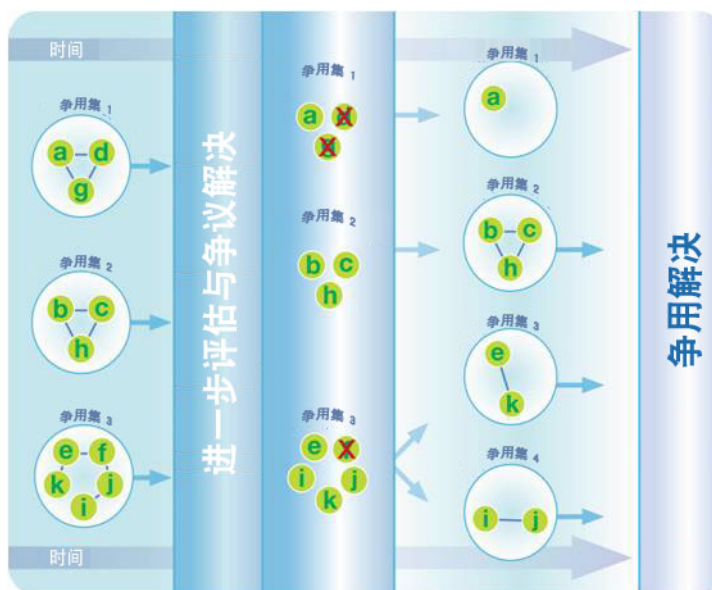 时间
争用集 1
a d
g
争用集 2
b c
h
争用集 3
e f
k j
i
时间
进一步评估与争议解决
争用集 1
a
争用集 2
b c
h
争用集 3
e
i j
k
争用集 1
a
争用集 2
b c
h
争用集 3
e
k
争用集 4
i j
争用解决